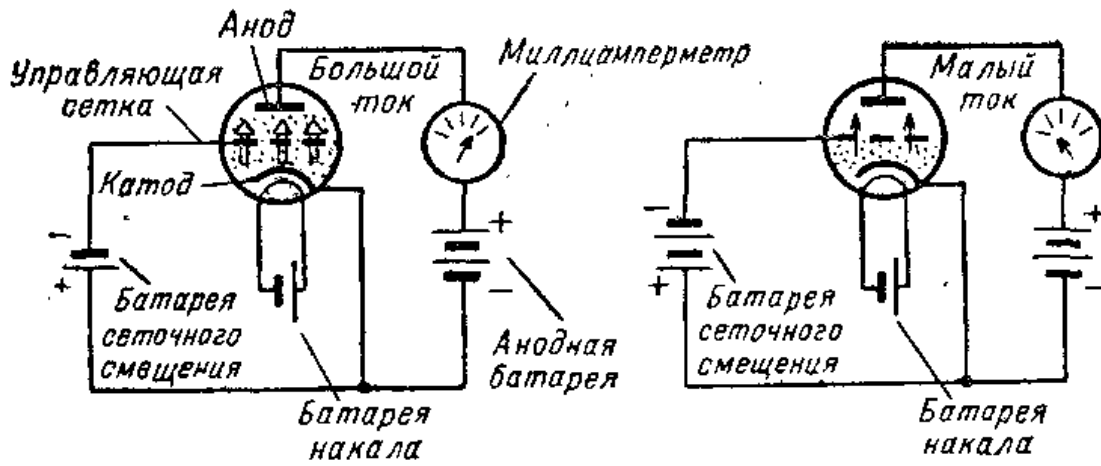 Анод
Управляющая
сетка
Большой
ток
Миллиамперметр
Катод
-
+
+
-
Батарея
сеточного
смещения
Анодная
батарея
Батарея
накала
Малый
ток
-
+
+
-
Батарея
сеточного
смещения
Батарея
накала